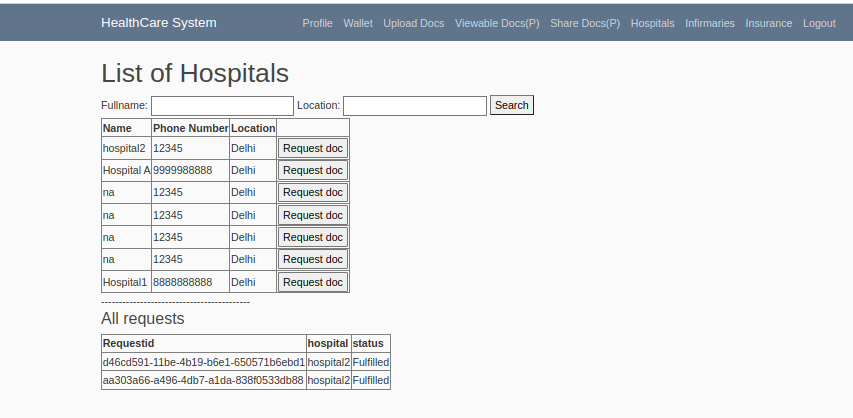 HealthCare System Profile Wallet Upload Docs Viewable Docs(P) Share Docs(P) Hospitals Infirmaries Insurance Logout
List of Hospitals
Fullname: Location: Search
Name Phone Number Location
hospital2 12345 Delhi Request doc
Hospital A 9999988888 Delhi Request doc
na 12345 Delhi Request doc
na 12345 Delhi Request doc
na 12345 Delhi Request doc
na 12345 Delhi Request doc
Hospital1 8888888888 Delhi Request doc
------------------------------------------
All requests
Requestid hospital status
d46cd591-11be-4b19-b6e1-650571b6ebd1 hospital2 Fulfilled
aa303a66-a496-4db7-a1da-838f0533db88 hospital2 Fulfilled